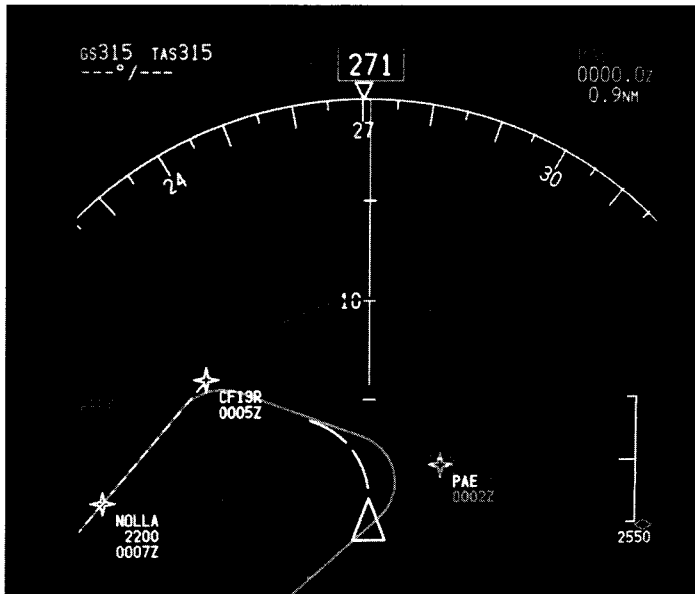 GS315 TAS315
---°/---
271
0000.0Z
0.9NM
27
24
30
10
CF19R
0005Z
PAE
0002Z
NOLLA
2200
0007Z
2550